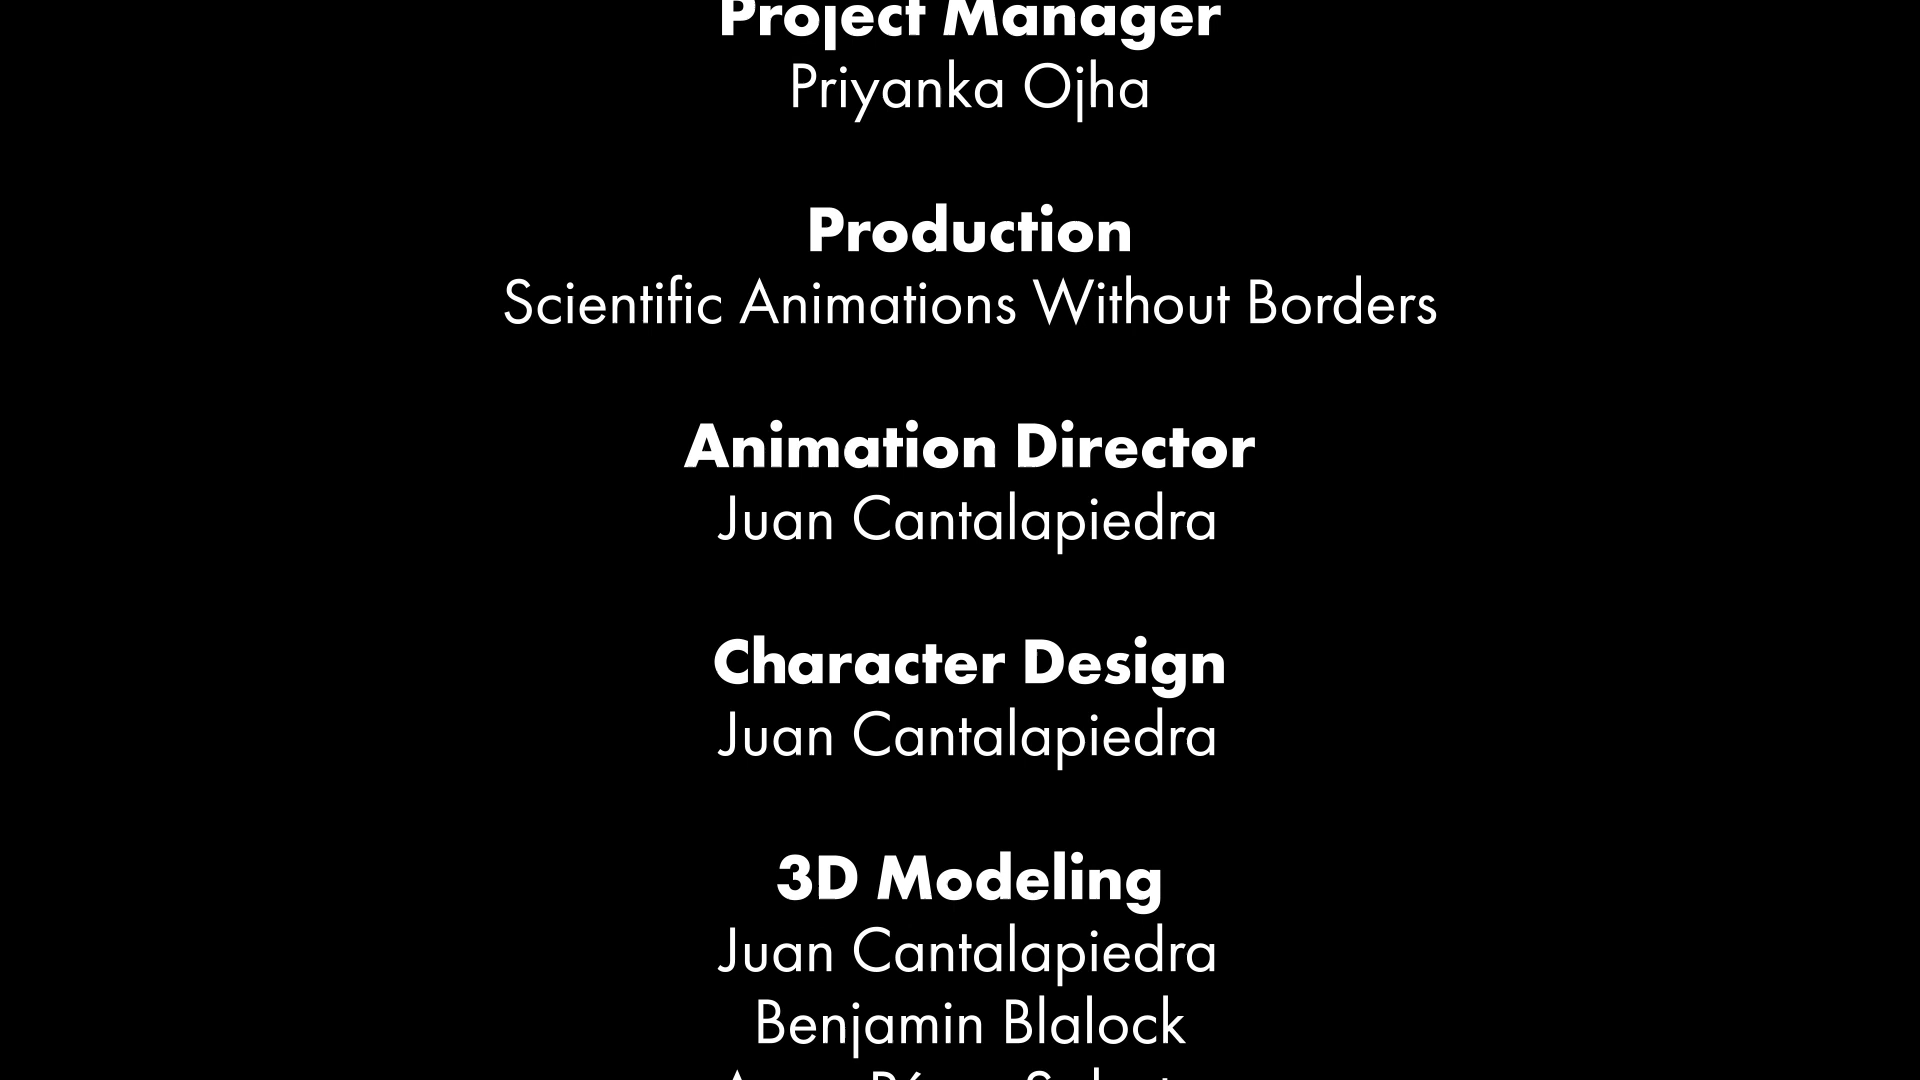 Project Manager
Priyanka Ojha
Production
Scientific Animations Without Borders
Animation Director
Juan Cantalapiedra
Character Design
Juan Cantalapiedra
3D Modeling
Juan Cantalapiedra
Benjamin Blalock